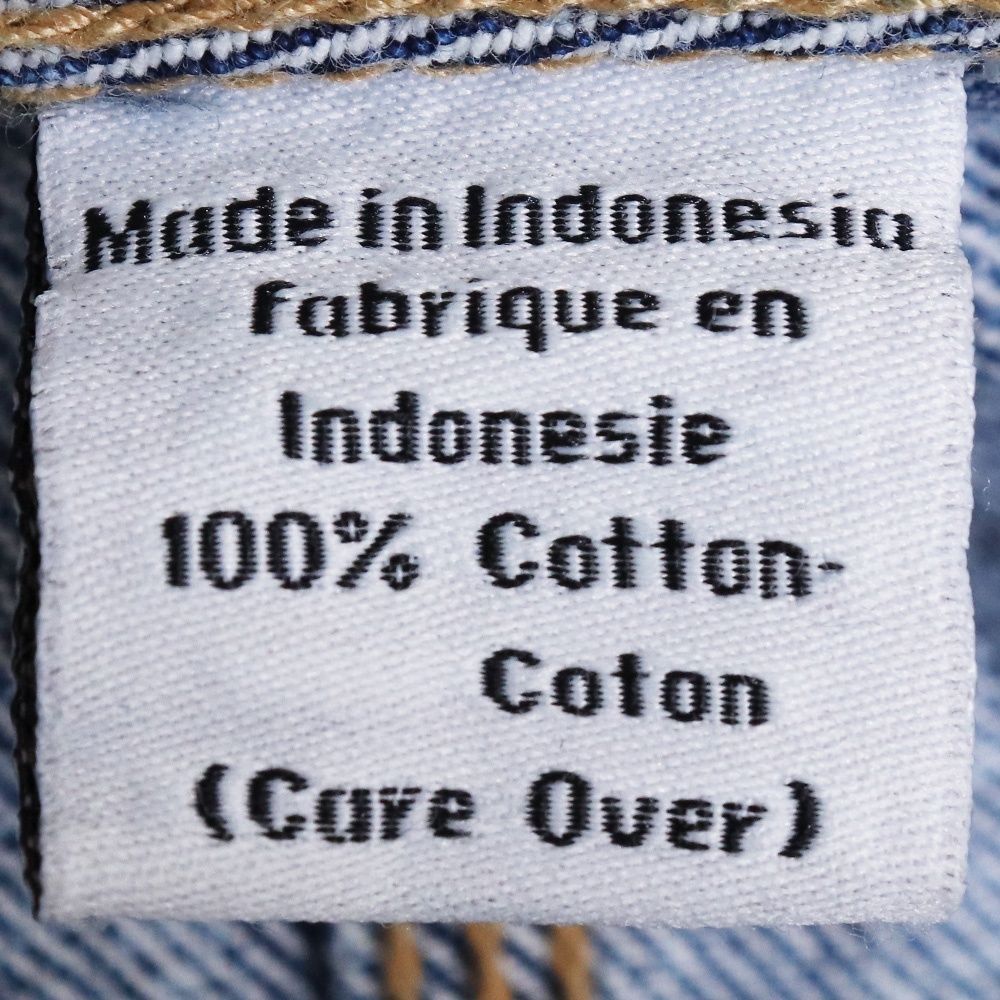 Made in Indonesia
Fabrique en
Indonesie
100% Cotton-
Coton
(Care Over)